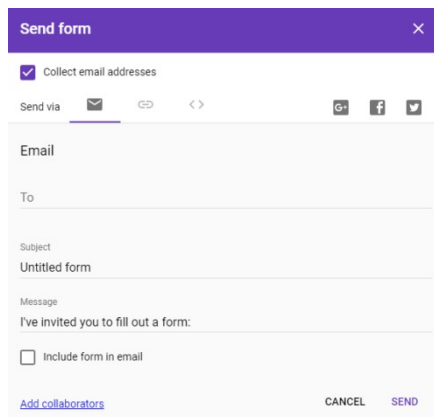 Send form
Collect email addresses
Send via
Email
To
Subject
Untitled form
Message
I've invited you to fill out a form:
Include form in email
Add collaborators CANCEL SEND